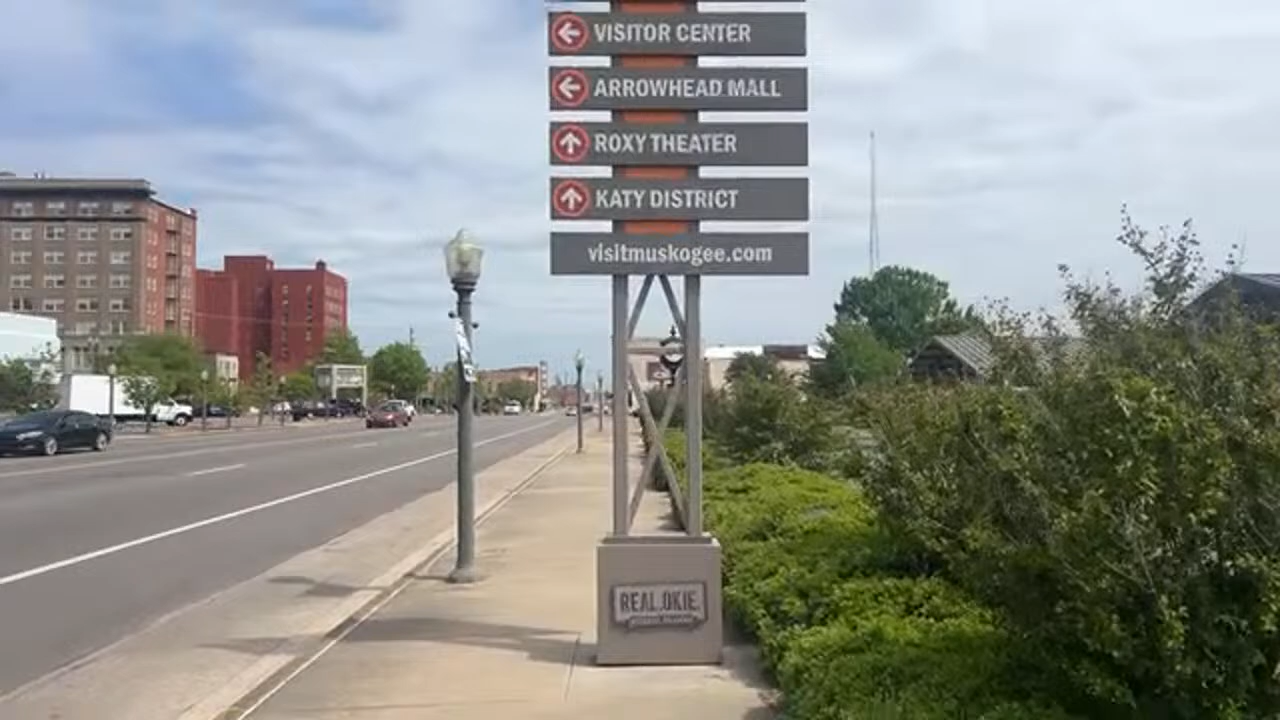 VISITOR CENTER
ARROWHEAD MALL
ROXY THEATER
KATY DISTRICT
visitmuskogee.com
REAL.OKIE.